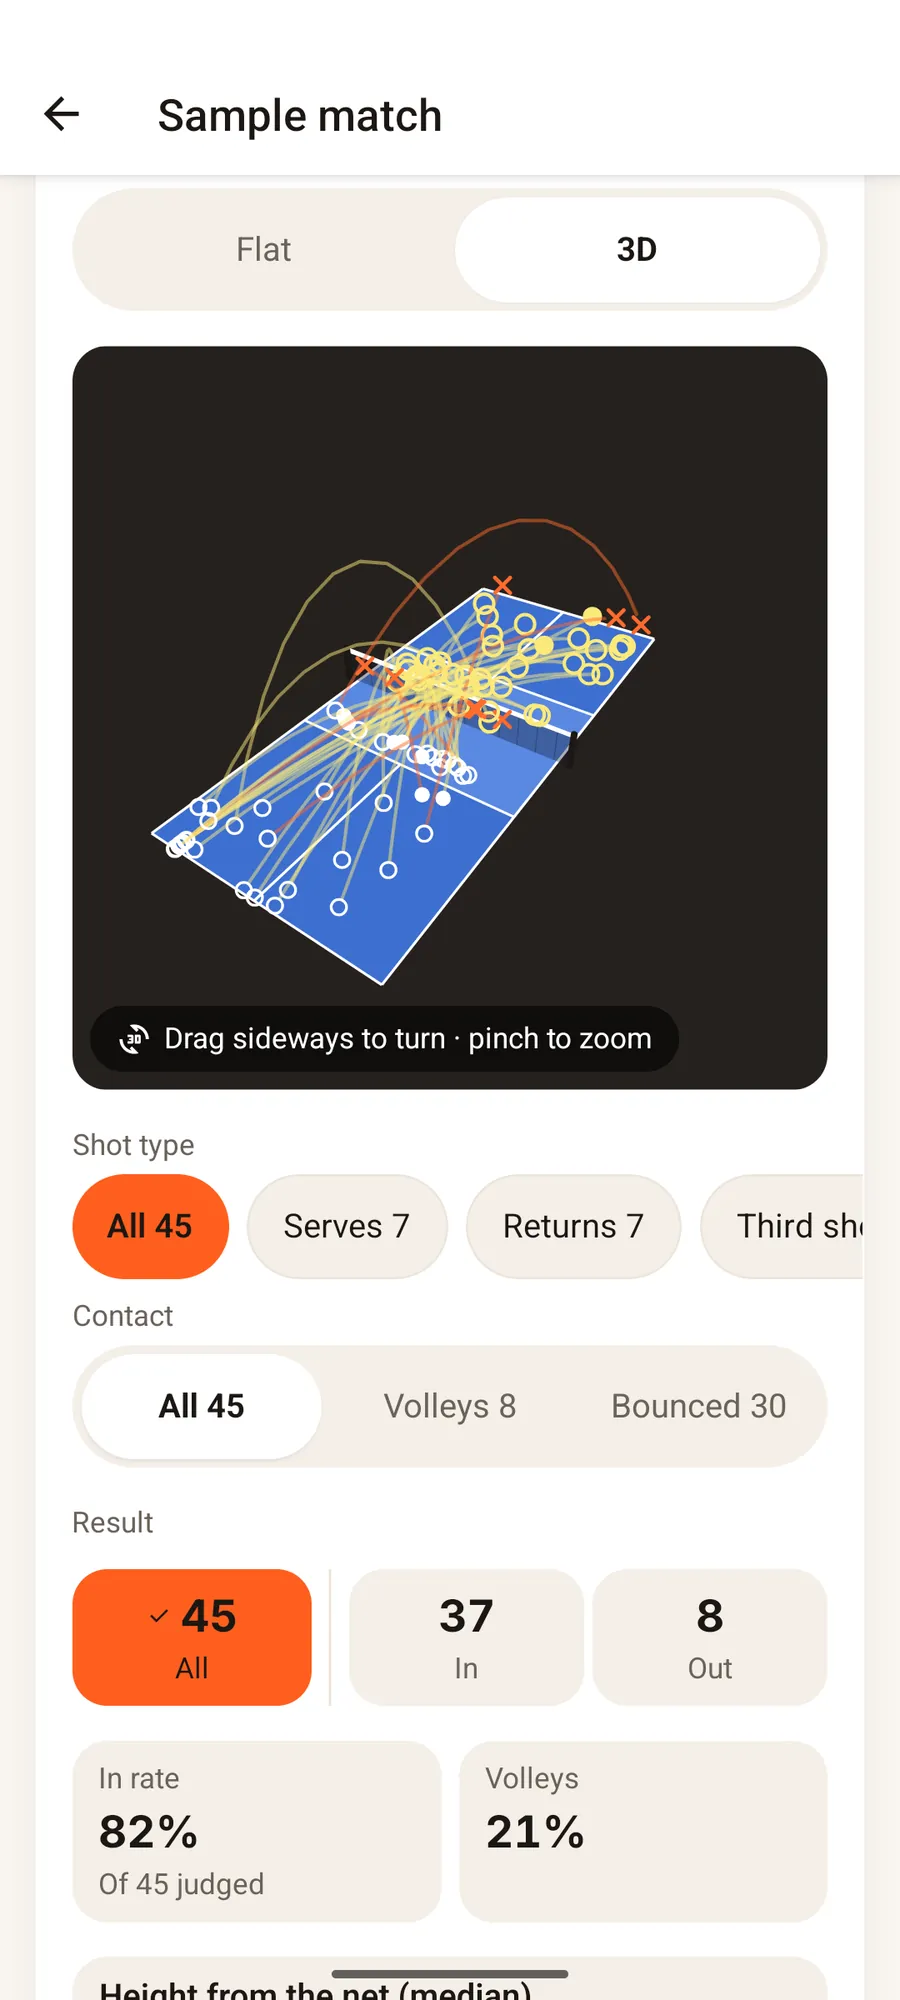 Sample match
Flat
3D
3D
Drag sideways to turn · pinch to zoom
Shot type
All 45
Serves 7
Returns 7
Third sho
Contact
All 45
Volleys 8
Bounced 30
Result
45
All
37
In
8
Out
In rate
82%
Of 45 judged
Volleys
21%
Height from the net (median)